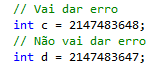 // Vai dar erro
int c = 2147483648;
// Não vai dar erro
int d = 2147483647;